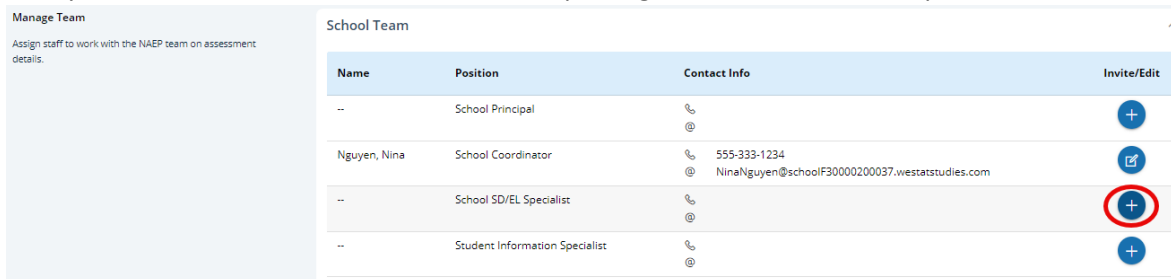 Manage Team
Assign staff to work with the NAEP team on assessment
details.
School Team
Name Position Contact Info Invite/Edit
-- School Principal
@
Nguyen, Nina School Coordinator 555-333-1234
@ NinaNguyen@schoolF30000200037.westatstudies.com
-- School SD/EL Specialist
@
-- Student Information Specialist
@